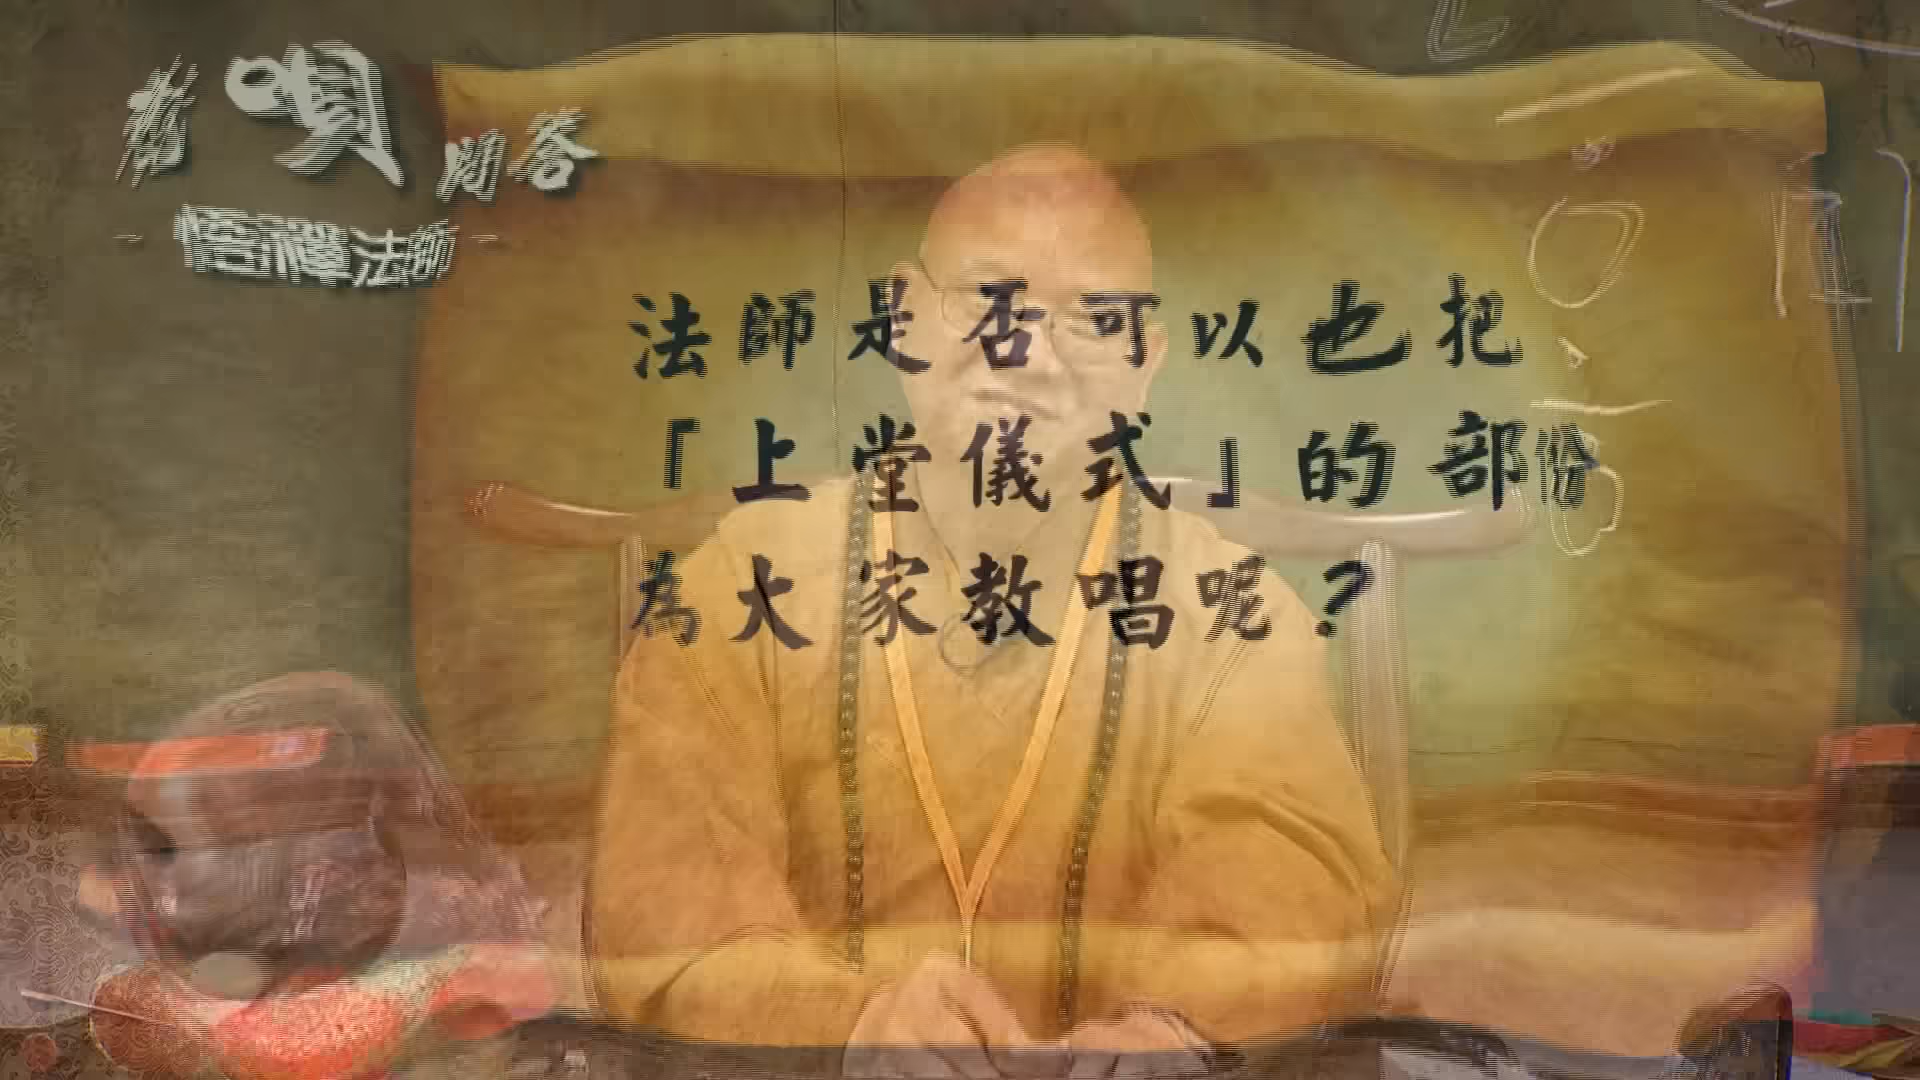 梵唄問答
悟禪法師
法師是否可以也把
「上堂儀式」的部份
為大家教唱呢？